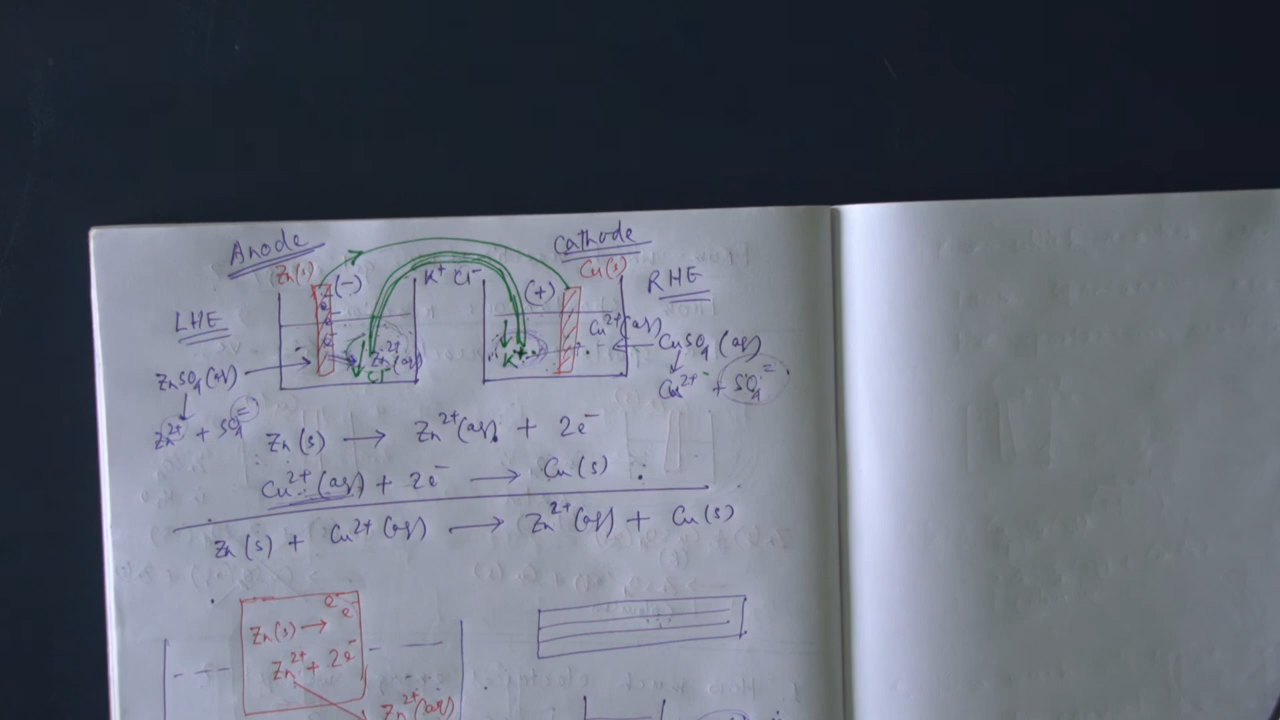 Anode
Cathode
Zn(s)
(-)
K⁺ Cl⁻
(+)
Cu(s)
RHE
LHE
e⁻
e⁻
e⁻
Zn²⁺(aq)
Cl⁻
K⁺
Cu²⁺(aq)
CuSO₄(aq)
Cu²⁺ + SO₄⁼
ZnSO₄(aq)
Zn²⁺ + SO₄⁼
Zn(s) → Zn²⁺(aq) + 2e⁻
Cu²⁺(aq) + 2e⁻ → Cu(s)
Zn(s) + Cu²⁺(aq) → Zn²⁺(aq) + Cu(s)
e⁻
e⁻
Zn(s) →
Zn²⁺ + 2e⁻
Zn²⁺(aq)